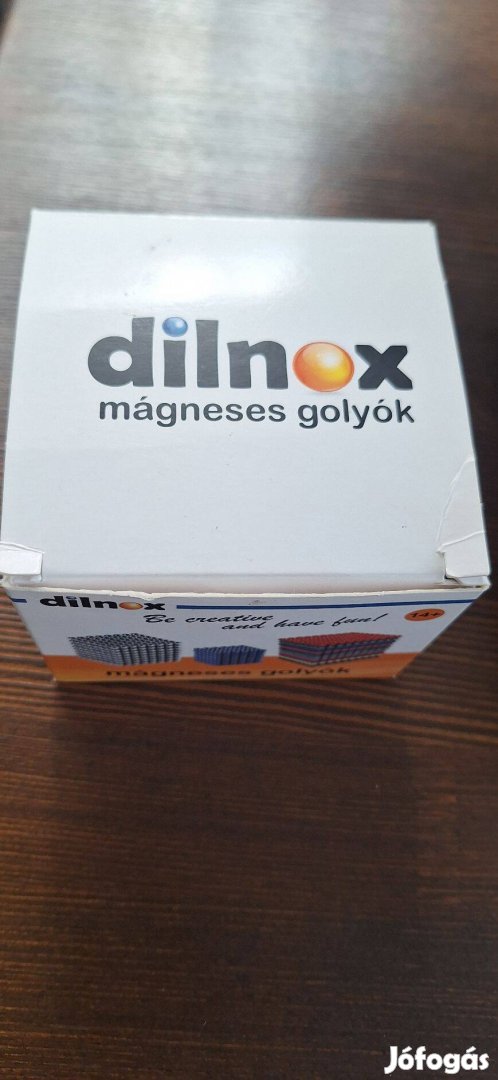 dilnox
mágneses golyók
dilnox
Be creative
and have fun!
14+
mágneses golyók
Jófogás